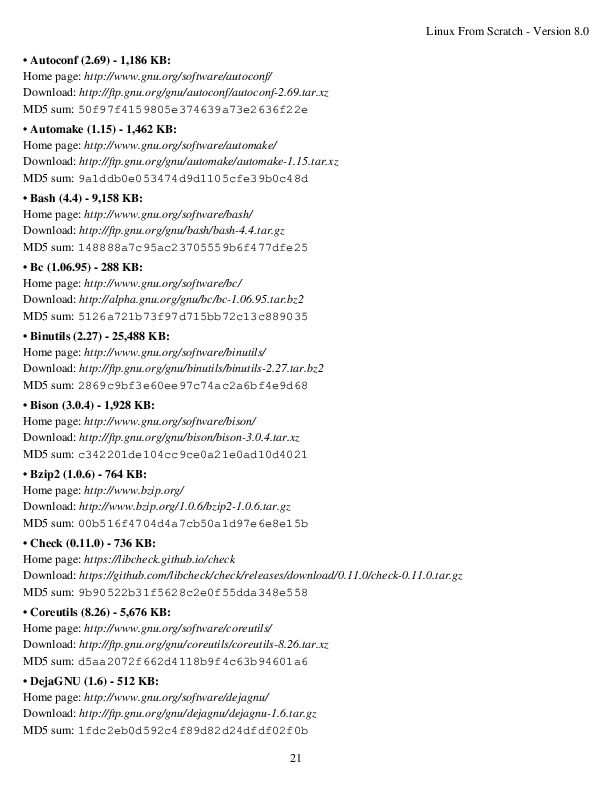 Linux From Scratch - Version 8.0
• Autoconf (2.69) - 1,186 KB:
Home page: http://www.gnu.org/software/autoconf/
Download: http://ftp.gnu.org/gnu/autoconf/autoconf-2.69.tar.xz
MD5 sum: 50f97f4159805e374639a73e2636f22e
• Automake (1.15) - 1,462 KB:
Home page: http://www.gnu.org/software/automake/
Download: http://ftp.gnu.org/gnu/automake/automake-1.15.tar.xz
MD5 sum: 9a1ddb0e053474d9d1105cfe39b0c48d
• Bash (4.4) - 9,158 KB:
Home page: http://www.gnu.org/software/bash/
Download: http://ftp.gnu.org/gnu/bash/bash-4.4.tar.gz
MD5 sum: 148888a7c95ac23705559b6f477dfe25
• Bc (1.06.95) - 288 KB:
Home page: http://www.gnu.org/software/bc/
Download: http://alpha.gnu.org/gnu/bc/bc-1.06.95.tar.bz2
MD5 sum: 5126a721b73f97d715bb72c13c889035
• Binutils (2.27) - 25,488 KB:
Home page: http://www.gnu.org/software/binutils/
Download: http://ftp.gnu.org/gnu/binutils/binutils-2.27.tar.bz2
MD5 sum: 2869c9bf3e60ee97c74ac2a6bf4e9d68
• Bison (3.0.4) - 1,928 KB:
Home page: http://www.gnu.org/software/bison/
Download: http://ftp.gnu.org/gnu/bison/bison-3.0.4.tar.xz
MD5 sum: c342201de104cc9ce0a21e0ad10d4021
• Bzip2 (1.0.6) - 764 KB:
Home page: http://www.bzip.org/
Download: http://www.bzip.org/1.0.6/bzip2-1.0.6.tar.gz
MD5 sum: 00b516f4704d4a7cb50a1d97e6e8e15b
• Check (0.11.0) - 736 KB:
Home page: https://libcheck.github.io/check
Download: https://github.com/libcheck/check/releases/download/0.11.0/check-0.11.0.tar.gz
MD5 sum: 9b90522b31f5628c2e0f55dda348e558
• Coreutils (8.26) - 5,676 KB:
Home page: http://www.gnu.org/software/coreutils/
Download: http://ftp.gnu.org/gnu/coreutils/coreutils-8.26.tar.xz
MD5 sum: d5aa2072f662d4118b9f4c63b94601a6
• DejaGNU (1.6) - 512 KB:
Home page: http://www.gnu.org/software/dejagnu/
Download: http://ftp.gnu.org/gnu/dejagnu/dejagnu-1.6.tar.gz
MD5 sum: 1fdc2eb0d592c4f89d82d24dfdf02f0b
21